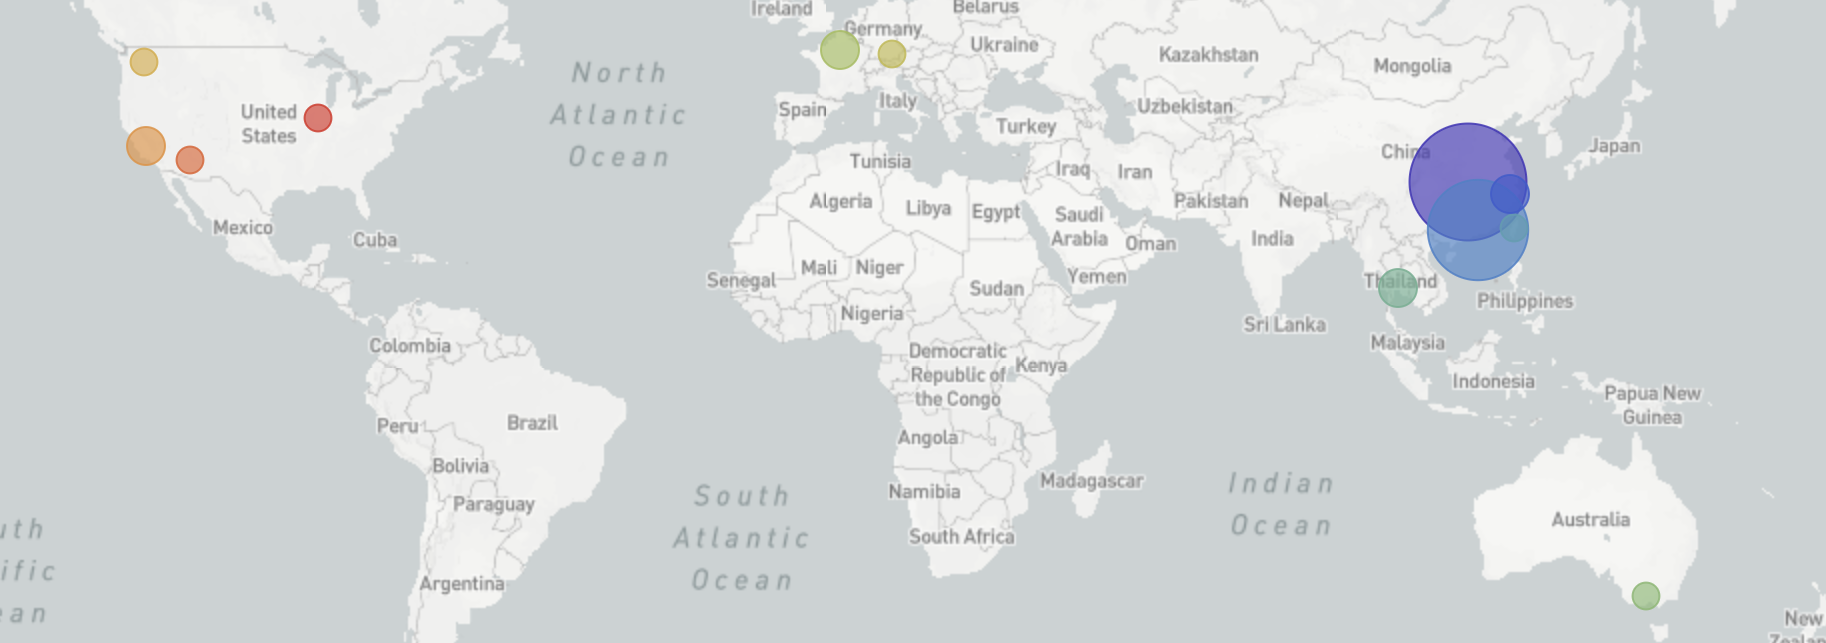 Ireland
Belarus
Germany
Ukraine
Kazakhstan
Mongolia
North
Atlantic
Ocean
United
States
Spain
Italy
Turkey
Uzbekistan
China
Japan
Tunisia
Iraq
Iran
Algeria
Libya
Egypt
Saudi
Arabia
Pakistan
Nepal
Mexico
Cuba
Oman
India
Mali
Niger
Senegal
Yemen
Thailand
Sudan
Philippines
Nigeria
Sri Lanka
Colombia
Democratic
Republic of
the Congo
Kenya
Malaysia
Indonesia
Papua New
Guinea
Peru
Brazil
Angola
Bolivia
Namibia
Madagascar
Indian
Ocean
Paraguay
South
Atlantic
Ocean
Australia
South Africa
uth
ific
ean
Argentina
New
Zealan